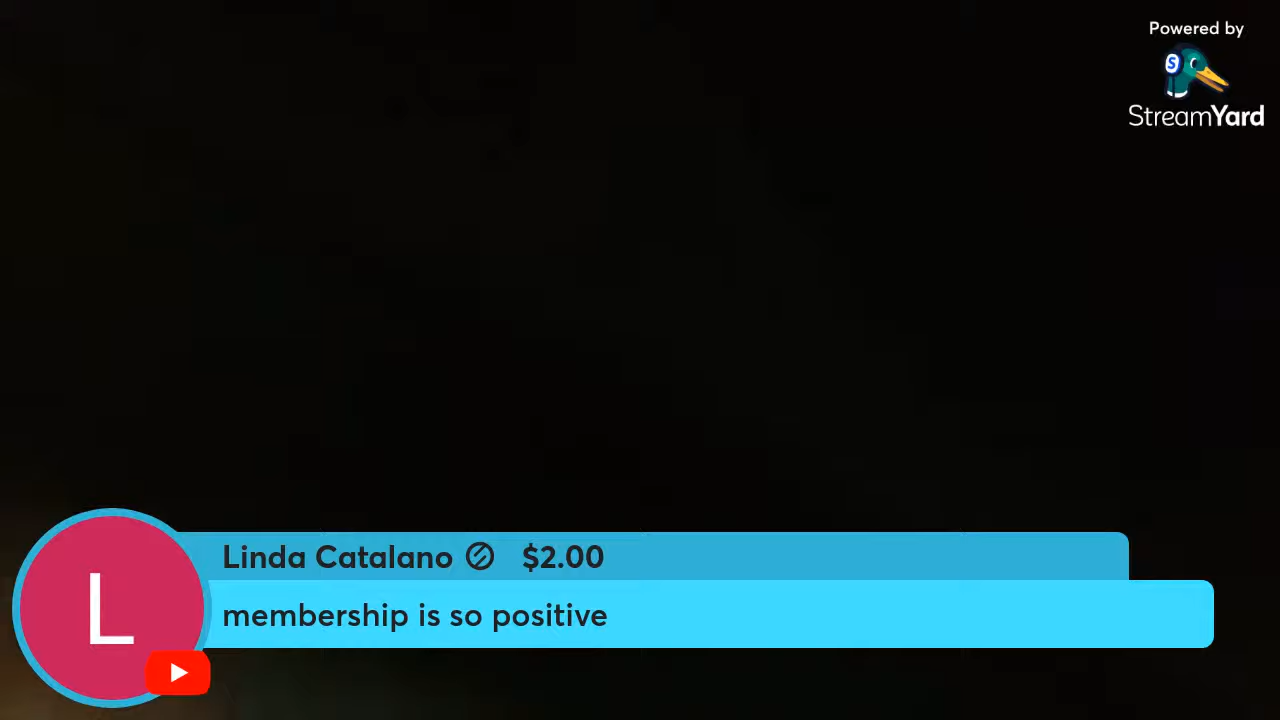 Powered by
StreamYard
Linda Catalano $2.00
membership is so positive
L